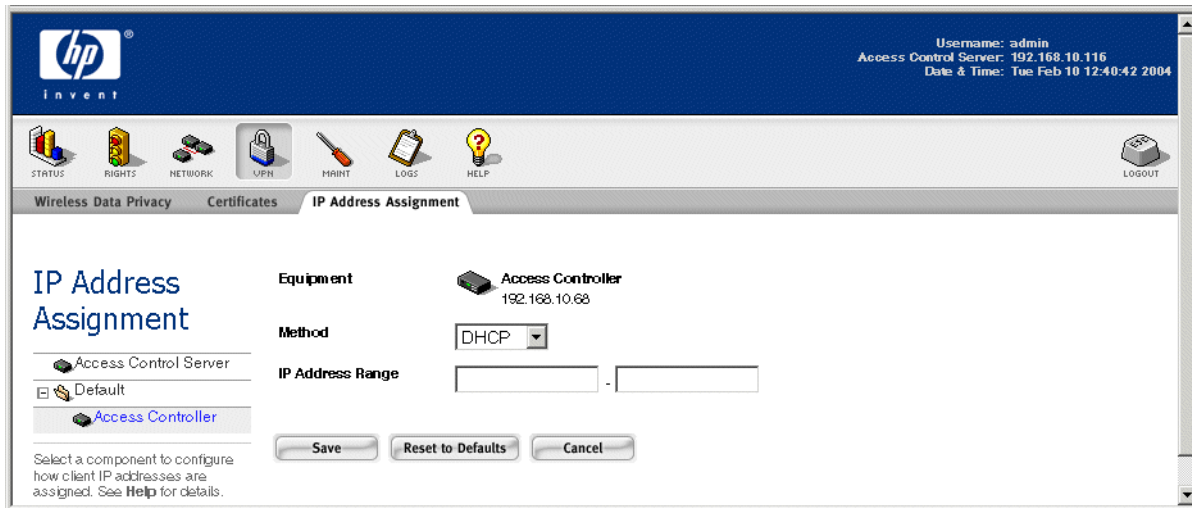 hp ®
invent
Username: admin
Access Control Server: 192.168.10.116
Date & Time: Tue Feb 10 12:40:42 2004
STATUS RIGHTS NETWORK VPN MAINT LOGS HELP ESC LOGOUT
Wireless Data Privacy Certificates IP Address Assignment
IP Address
Assignment
Access Control Server
Default
Access Controller
Select a component to configure
how client IP addresses are
assigned. See Help for details.
Equipment Access Controller
192.168.10.68
Method DHCP
IP Address Range -
Save Reset to Defaults Cancel